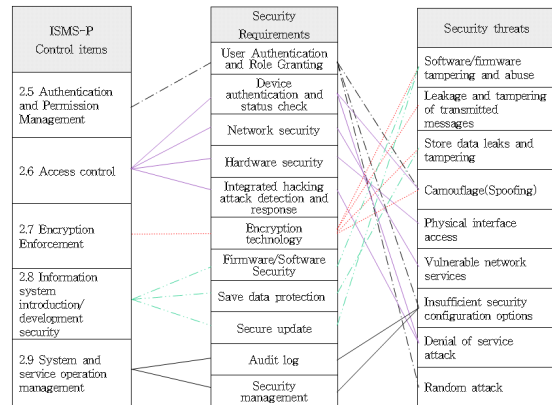 ISMS-P
Control items
2.5 Authentication
and Permission
Management
2.6 Access control
2.7 Encryption
Enforcement
2.8 Information
system
introduction/
development
security
2.9 System and
service operation
management
Security
Requirements
User Authentication
and Role Granting
Device
authentication and
status check
Network security
Hardware security
Integrated hacking
attack detection and
response
Encryption
technology
Firmware/Software
Security
Save data protection
Secure update
Audit log
Security
management
Security threats
Software/firmware
tampering and abuse
Leakage and tampering
of transmitted
messages
Store data leaks and
tampering
Camouflage(Spoofing)
Physical interface
access
Vulnerable network
services
Insufficient security
configuration options
Denial of service
attack
Random attack